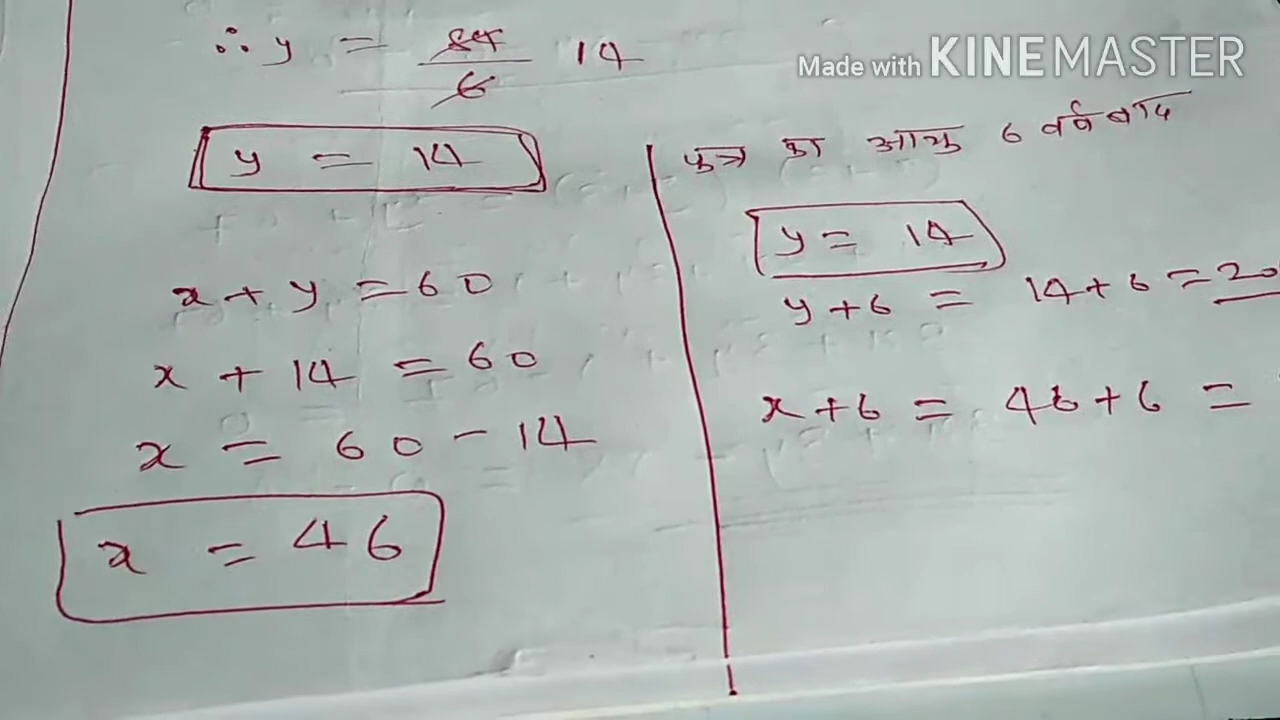 ∴ y = 84/6 14
y = 14
x + y = 60
x + 14 = 60
x = 60 - 14
x = 46
Made with KINEMASTER
पुत्र का आयु 6 वर्ष बाद
y = 14
y + 6 = 14 + 6 = 20
x + 6 = 46 + 6 =